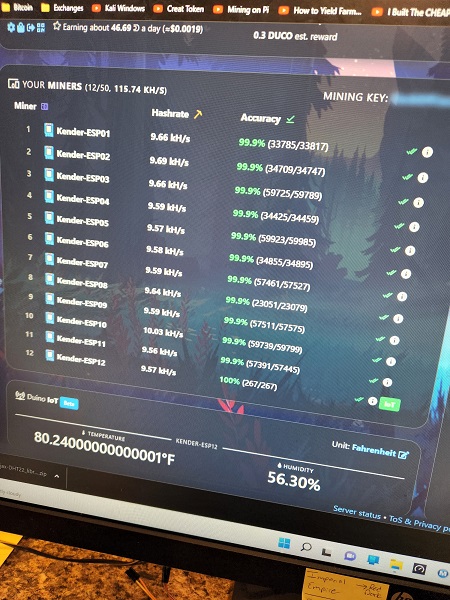 Bitcoin Exchanges Kali Windows Creat Token Mining on Pi How to Yield Farm... I Built The CHEAP
Earning about 46.69 a day (≈$0.0019)
0.3 DUCO est. reward
YOUR MINERS (12/50, 115.74 KH/S)
MINING KEY:
Miner Hashrate Accuracy
1 Kender-ESP01 9.66 kH/s 99.9% (33785/33817)
2 Kender-ESP02 9.69 kH/s 99.9% (34709/34747)
3 Kender-ESP03 9.66 kH/s 99.9% (59725/59789)
4 Kender-ESP04 9.59 kH/s 99.9% (34425/34459)
5 Kender-ESP05 9.57 kH/s 99.9% (59923/59985)
6 Kender-ESP06 9.58 kH/s 99.9% (34855/34895)
7 Kender-ESP07 9.59 kH/s 99.9% (57461/57527)
8 Kender-ESP08 9.64 kH/s 99.9% (23051/23079)
9 Kender-ESP09 9.59 kH/s 99.9% (57511/57575)
10 Kender-ESP10 10.03 kH/s 99.9% (59739/59799)
11 Kender-ESP11 9.56 kH/s 99.9% (57391/57445)
12 Kender-ESP12 9.57 kH/s 100% (267/267)
IoT
Duino IoT Beta
Unit: Fahrenheit
TEMPERATURE
KENDER-ESP12
HUMIDITY
80.24000000000001°F
56.30%
Server status • ToS & Privacy po
Imperial
Empire